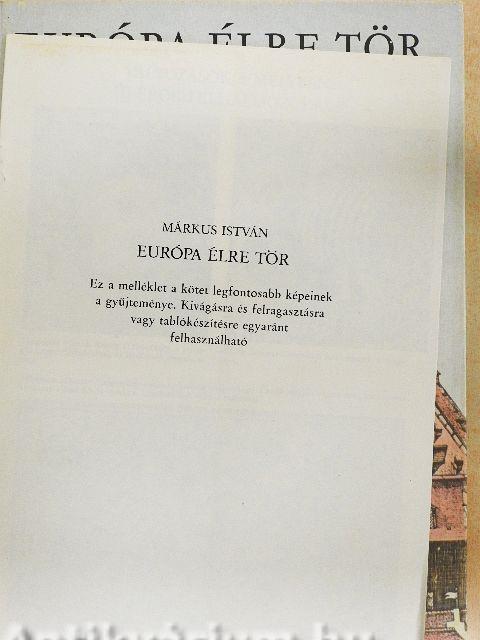 EURÓPA ÉLRE TÖR
MÁRKUS ISTVÁN
EURÓPA ÉLRE TÖR
Ez a melléklet a kötet legfontosabb képeinek
a gyűjteménye. Kivágásra és felragasztásra
vagy tablókészítésre egyaránt
felhasználható